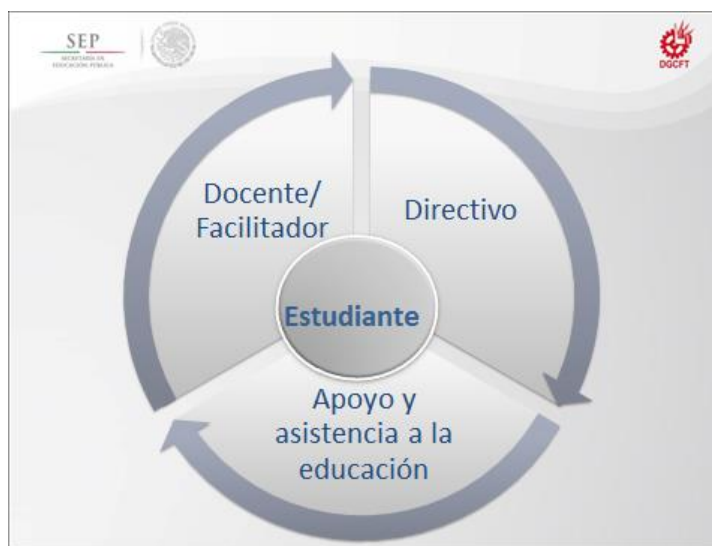 SEP
SECRETARÍA DE
EDUCACIÓN PÚBLICA
DGCFT
Docente/
Facilitador
Directivo
Estudiante
Apoyo y
asistencia a la
educación